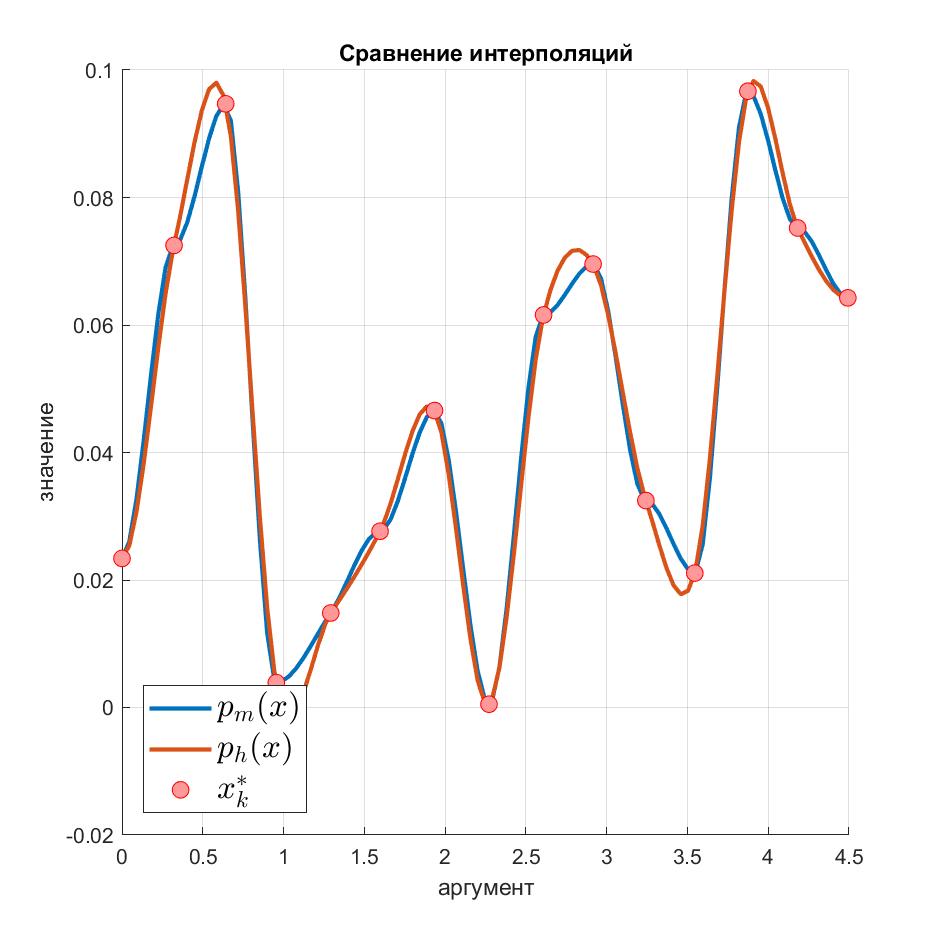 Сравнение интерполяций
0.1
0.08
0.06
0.04
0.02
0
-0.02
значение
p_m(x)
p_h(x)
x_k^*
0 0.5 1 1.5 2 2.5 3 3.5 4 4.5
аргумент